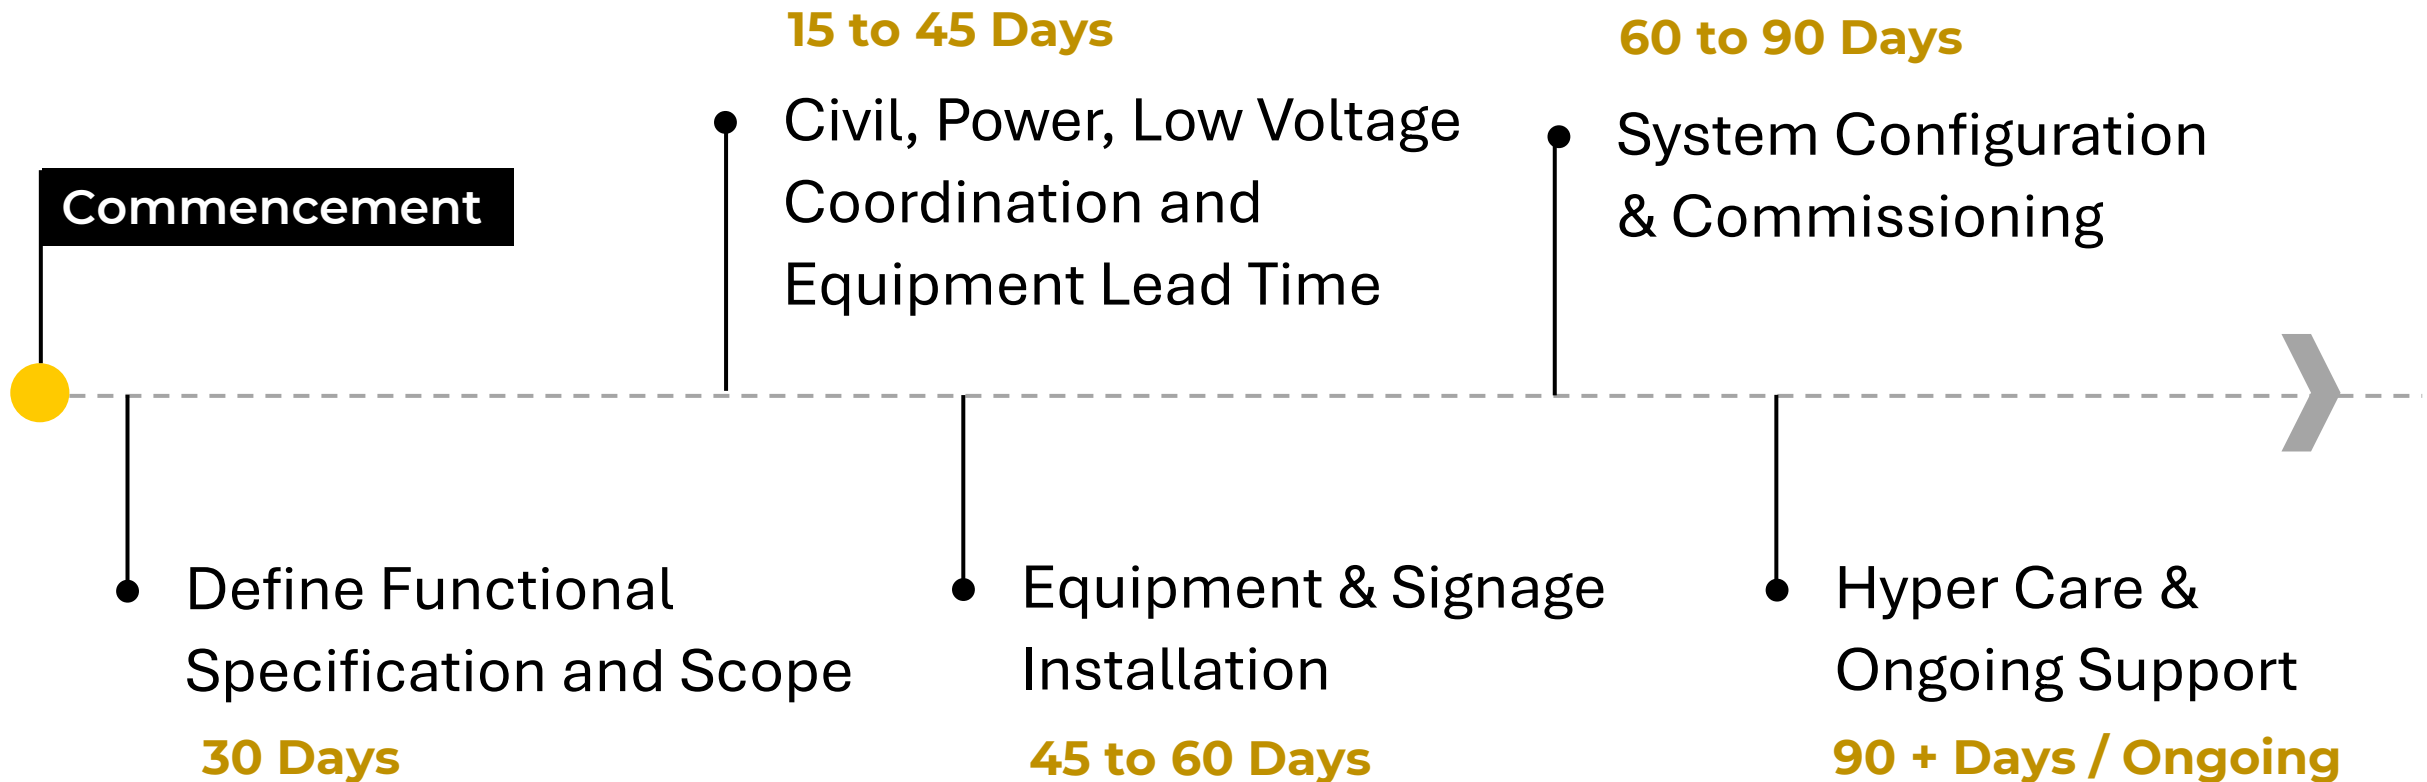 Commencement
Define Functional
Specification and Scope
30 Days
15 to 45 Days
Civil, Power, Low Voltage
Coordination and
Equipment Lead Time
Equipment & Signage
Installation
45 to 60 Days
60 to 90 Days
System Configuration
& Commissioning
Hyper Care &
Ongoing Support
90 + Days / Ongoing